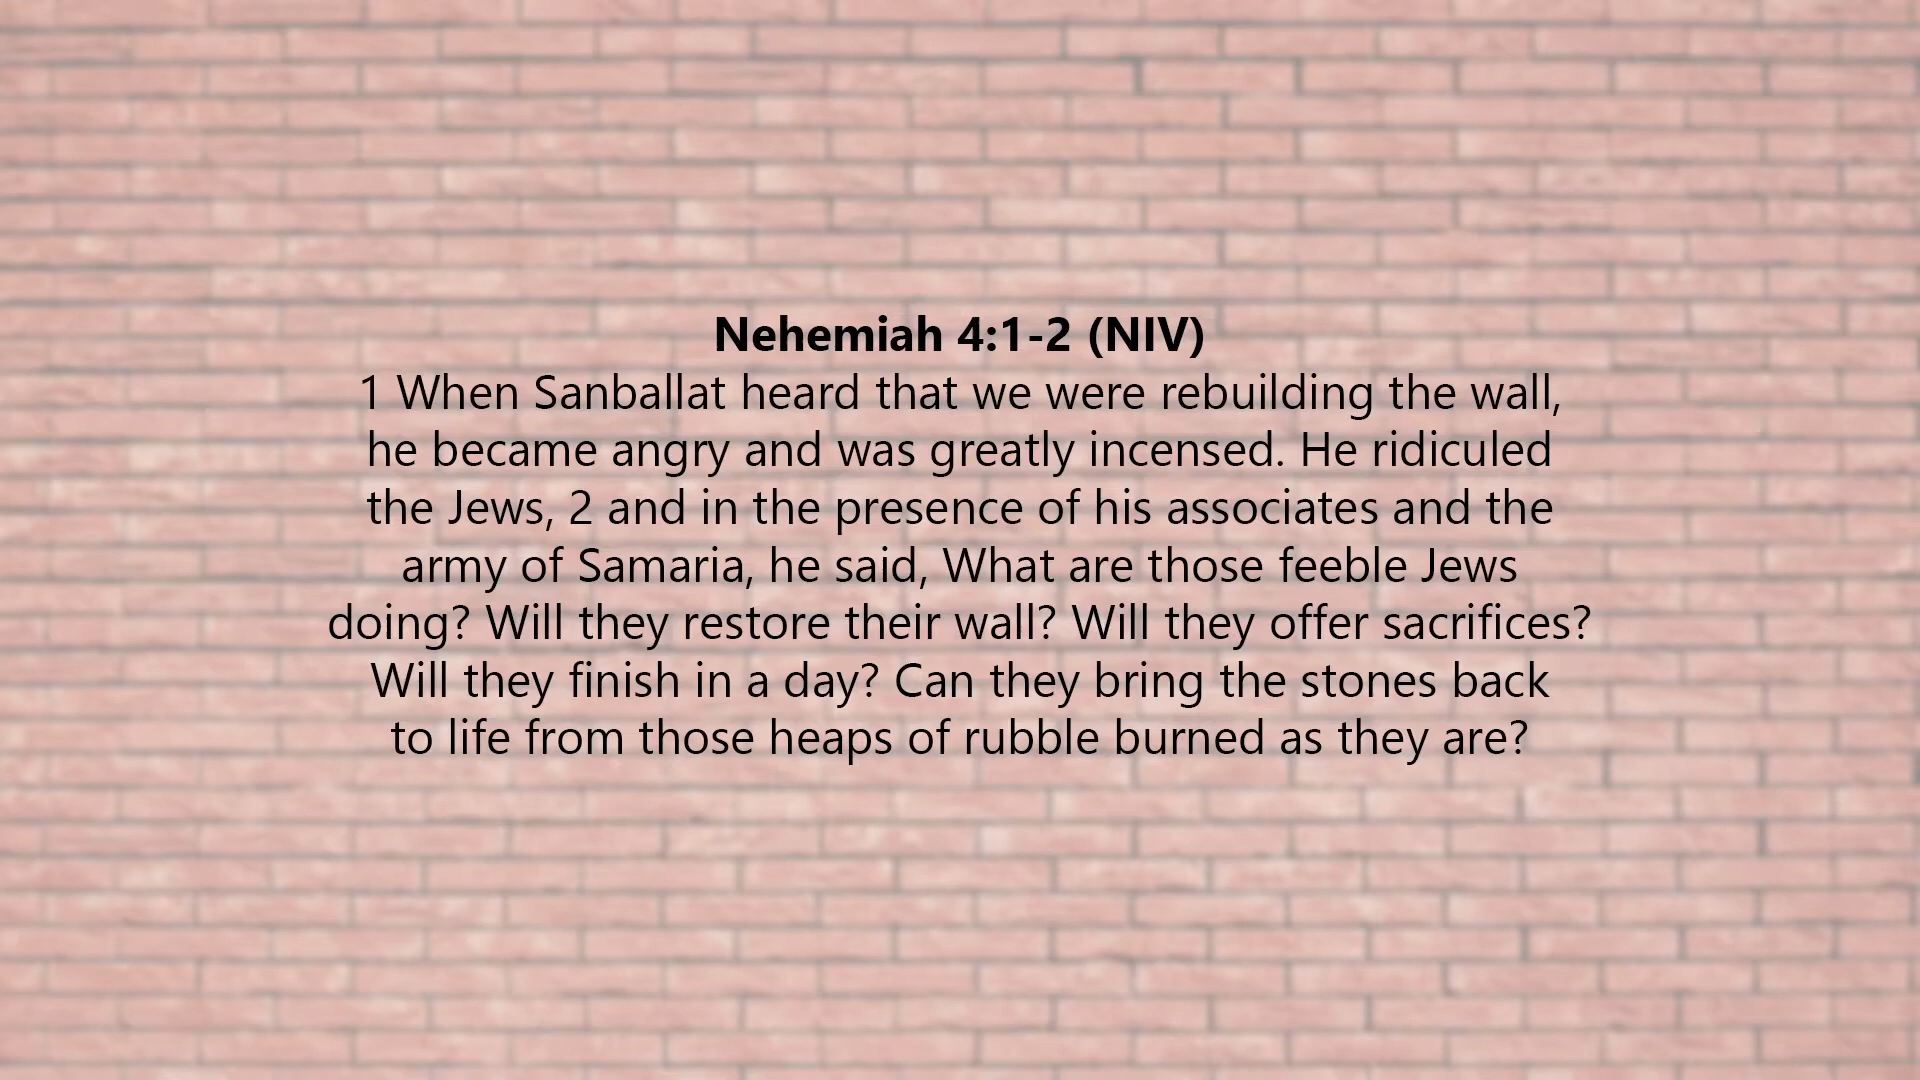 Nehemiah 4:1-2 (NIV)
1 When Sanballat heard that we were rebuilding the wall,
he became angry and was greatly incensed. He ridiculed
the Jews, 2 and in the presence of his associates and the
army of Samaria, he said, What are those feeble Jews
doing? Will they restore their wall? Will they offer sacrifices?
Will they finish in a day? Can they bring the stones back
to life from those heaps of rubble burned as they are?